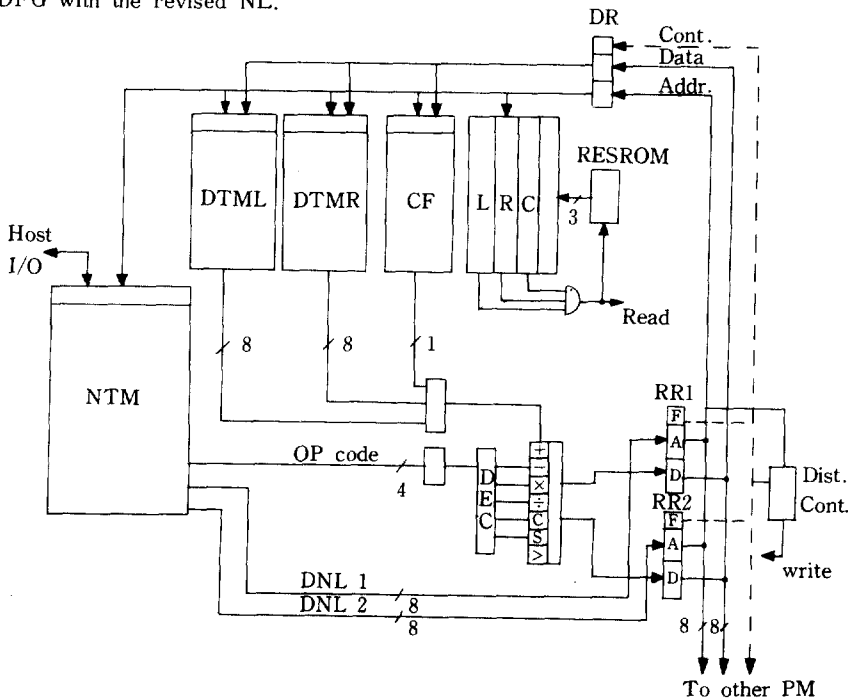 DFG with the revised NL.
DR
Cont.
Data
Addr.
RESROM
DTML
DTMR
CF
L R C
3
Host
I/O
Read
8
8
1
NTM
RR1
F
A
D
OP code
4
D
E
C
+
−
×
÷
C
S
>
Dist.
Cont.
RR2
F
A
D
write
DNL 1
8
DNL 2
8
8
8
To other PM